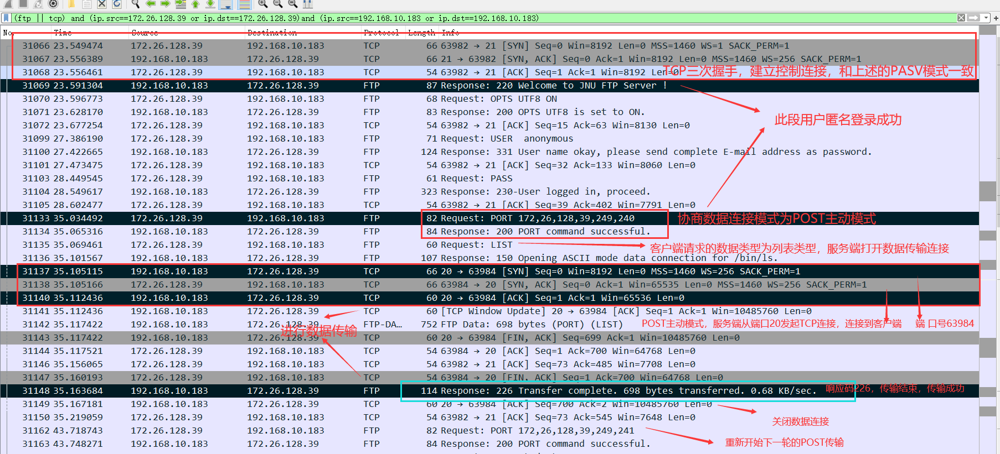 (ftp || tcp) and (ip.src==172.26.128.39 or ip.dst==172.26.128.39)and (ip.src==192.168.10.183 or ip.dst==192.168.10.183)
No. Time Source Destination Protocol Length Info
31066 23.549474 172.26.128.39 192.168.10.183 TCP 66 63982 → 21 [SYN] Seq=0 Win=8192 Len=0 MSS=1460 WS=1 SACK_PERM=1
31067 23.556389 192.168.10.183 172.26.128.39 TCP 66 21 → 63982 [SYN, ACK] Seq=0 Ack=1 Win=8192 Len=0 MSS=1460 WS=256 SACK_PERM=1
31068 23.556461 172.26.128.39 192.168.10.183 TCP 54 63982 → 21 [ACK] Seq=1 Ack=1 Win=8192 Len=0
TCP三次握手，建立控制连接，和上述的PASV模式一致
31069 23.591304 192.168.10.183 172.26.128.39 FTP 87 Response: 220 Welcome to JNU FTP Server !
31070 23.596773 172.26.128.39 192.168.10.183 FTP 68 Request: OPTS UTF8 ON
31071 23.628170 192.168.10.183 172.26.128.39 FTP 83 Response: 200 OPTS UTF8 is set to ON.
此段用户匿名登录成功
31072 23.677254 172.26.128.39 192.168.10.183 TCP 54 63982 → 21 [ACK] Seq=15 Ack=63 Win=8130 Len=0
31099 27.386190 172.26.128.39 192.168.10.183 FTP 71 Request: USER  anonymous
31100 27.422665 192.168.10.183 172.26.128.39 FTP 124 Response: 331 User name okay, please send complete E-mail address as password.
31101 27.473475 172.26.128.39 192.168.10.183 TCP 54 63982 → 21 [ACK] Seq=32 Ack=133 Win=8060 Len=0
31103 28.449545 172.26.128.39 192.168.10.183 FTP 61 Request: PASS
31104 28.549617 192.168.10.183 172.26.128.39 FTP 323 Response: 230-User logged in, proceed.
31105 28.602477 172.26.128.39 192.168.10.183 TCP 54 63982 → 21 [ACK] Seq=39 Ack=402 Win=7791 Len=0
31133 35.034492 172.26.128.39 192.168.10.183 FTP 82 Request: PORT 172,26,128,39,249,240
协商数据连接模式为POST主动模式
31134 35.065316 192.168.10.183 172.26.128.39 FTP 84 Response: 200 PORT command successful.
31135 35.069461 172.26.128.39 192.168.10.183 FTP 60 Request: LIST
客户端请求的数据类型为列表类型，服务端打开数据传输连接
31136 35.101567 192.168.10.183 172.26.128.39 FTP 107 Response: 150 Opening ASCII mode data connection for /bin/ls.
31137 35.105115 192.168.10.183 172.26.128.39 TCP 66 20 → 63984 [SYN] Seq=0 Win=8192 Len=0 MSS=1460 WS=256 SACK_PERM=1
31138 35.105166 172.26.128.39 192.168.10.183 TCP 66 63984 → 20 [SYN, ACK] Seq=0 Ack=1 Win=65535 Len=0 MSS=1460 WS=256 SACK_PERM=1
31140 35.112436 192.168.10.183 172.26.128.39 TCP 60 20 → 63984 [ACK] Seq=1 Ack=1 Win=65536 Len=0
31141 35.112436 192.168.10.183 172.26.128.39 TCP 60 [TCP Window Update] 20 → 63984 [ACK] Seq=1 Ack=1 Win=10485760 Len=0
31142 35.117422 192.168.10.183 172.26.128.39 FTP-DA… 752 FTP Data: 698 bytes (PORT) (LIST)
POST主动模式，服务端从端口20发起TCP连接，连接到客户端 端 口号63984
进行数据传输
31143 35.117422 192.168.10.183 172.26.128.39 TCP 60 20 → 63984 [FIN, ACK] Seq=699 Ack=1 Win=10485760 Len=0
31144 35.117521 172.26.128.39 192.168.10.183 TCP 54 63984 → 20 [ACK] Seq=1 Ack=700 Win=64768 Len=0
31146 35.156065 172.26.128.39 192.168.10.183 TCP 54 63982 → 21 [ACK] Seq=73 Ack=485 Win=7708 Len=0
31147 35.160193 172.26.128.39 192.168.10.183 TCP 54 63984 → 20 [FIN, ACK] Seq=1 Ack=700 Win=64768 Len=0
31148 35.163684 192.168.10.183 172.26.128.39 FTP 114 Response: 226 Transfer complete. 698 bytes transferred. 0.68 KB/sec.
响应码226，传输结束，传输成功
31149 35.167181 192.168.10.183 172.26.128.39 TCP 60 20 → 63984 [ACK] Seq=700 Ack=2 Win=10485760 Len=0
31150 35.219059 172.26.128.39 192.168.10.183 TCP 54 63982 → 21 [ACK] Seq=73 Ack=545 Win=7648 Len=0
关闭数据连接
31162 43.718743 172.26.128.39 192.168.10.183 FTP 82 Request: PORT 172,26,128,39,249,241
31163 43.748271 192.168.10.183 172.26.128.39 FTP 84 Response: 200 PORT command successful.
重新开始下一轮的POST传输